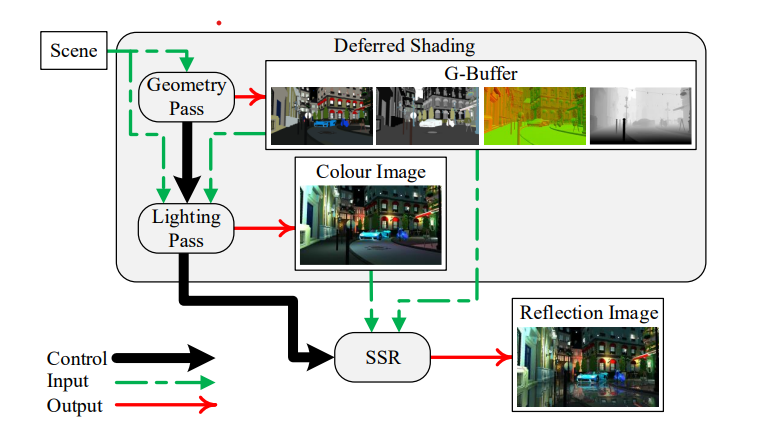 Deferred Shading
Scene
G-Buffer
Geometry
Pass
Colour Image
Lighting
Pass
Reflection Image
SSR
Control
Input
Output